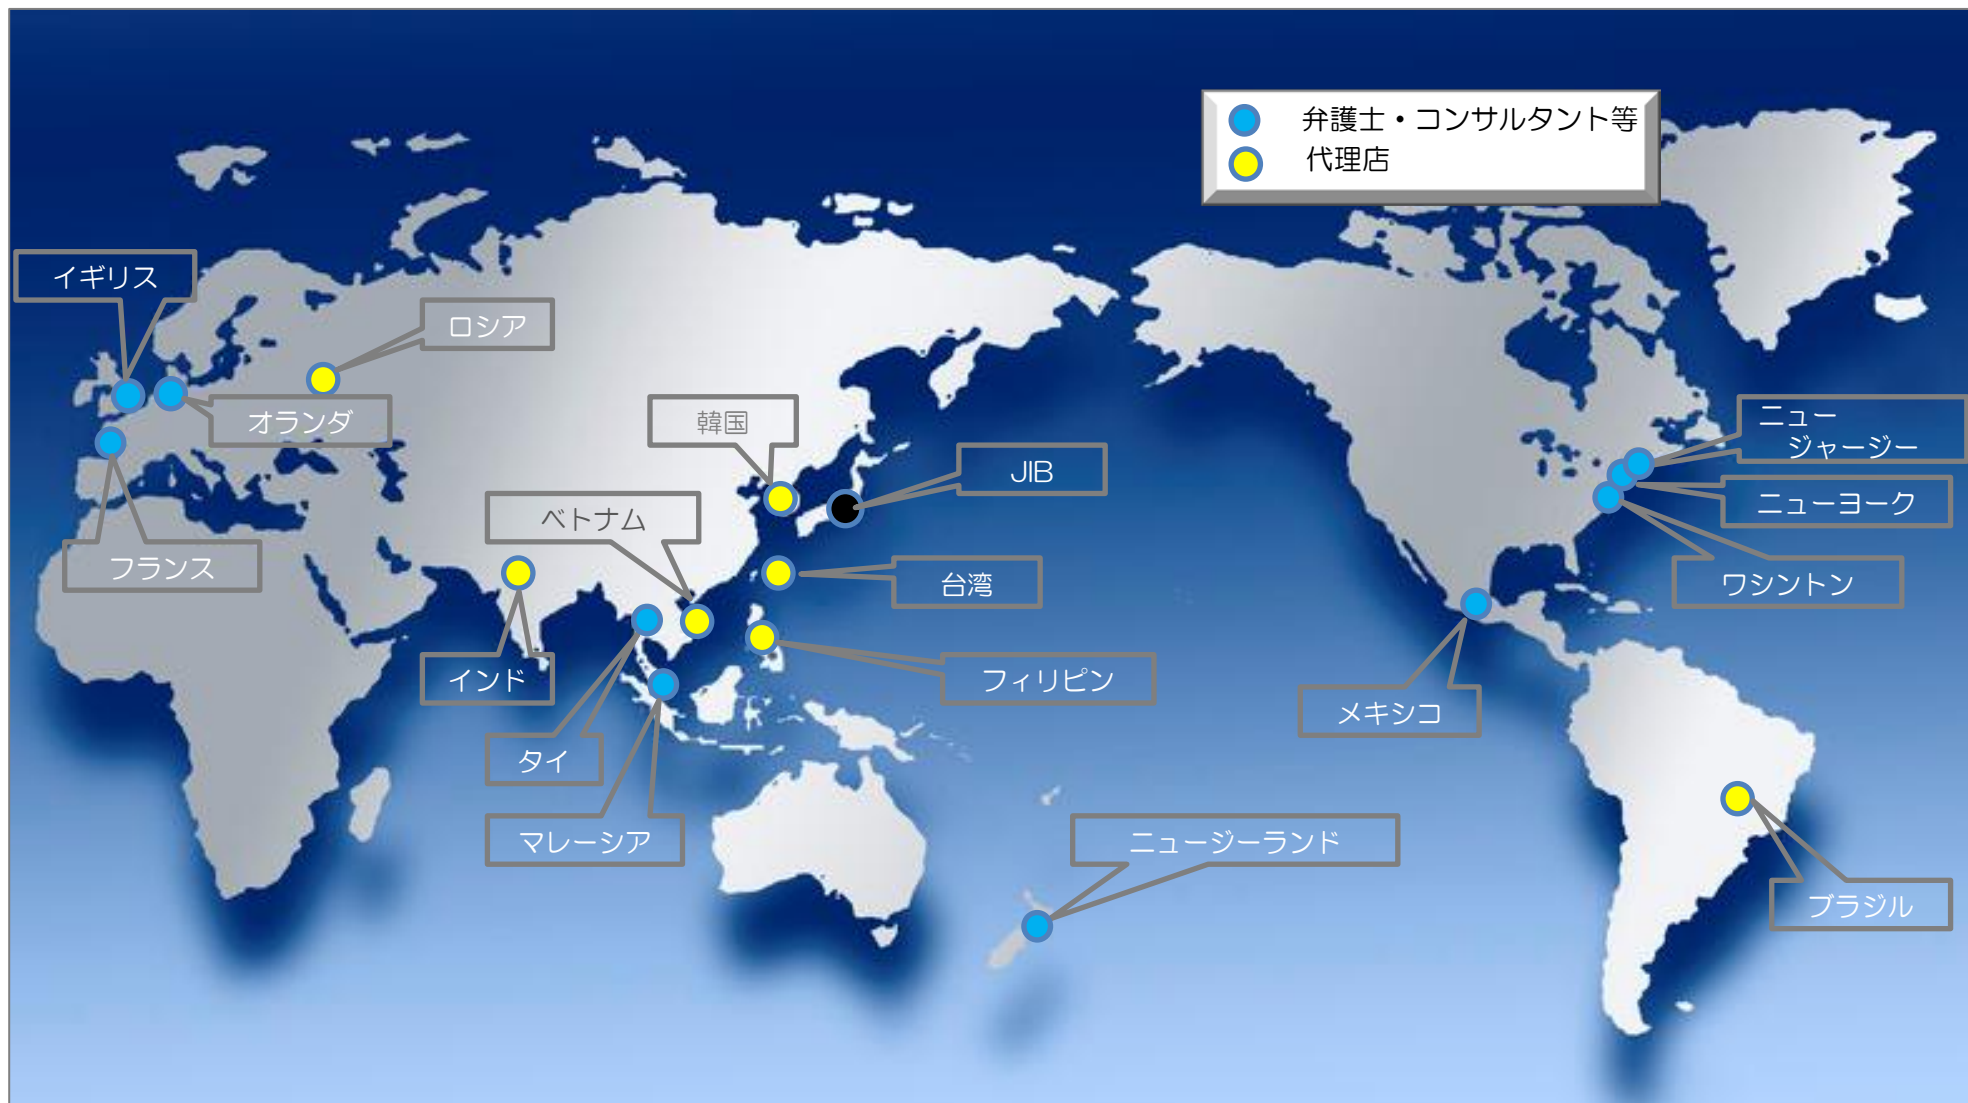 弁護士・コンサルタント等
代理店
イギリス
ロシア
オランダ
韓国
ニュー
ジャージー
JIB
ベトナム
ニューヨーク
フランス
台湾
ワシントン
インド
フィリピン
メキシコ
タイ
マレーシア
ニュージーランド
ブラジル